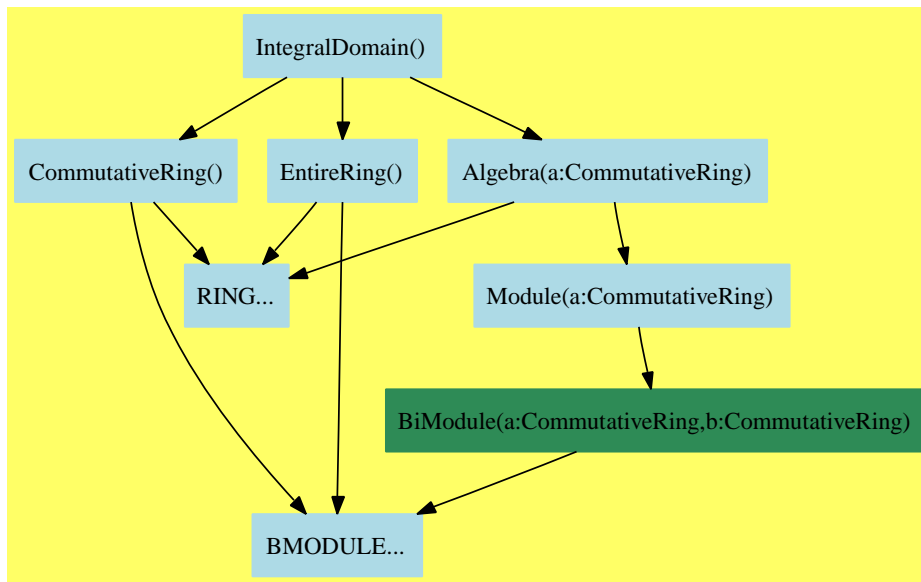 IntegralDomain()
CommutativeRing()
EntireRing()
Algebra(a:CommutativeRing)
RING...
Module(a:CommutativeRing)
BiModule(a:CommutativeRing,b:CommutativeRing)
BMODULE...